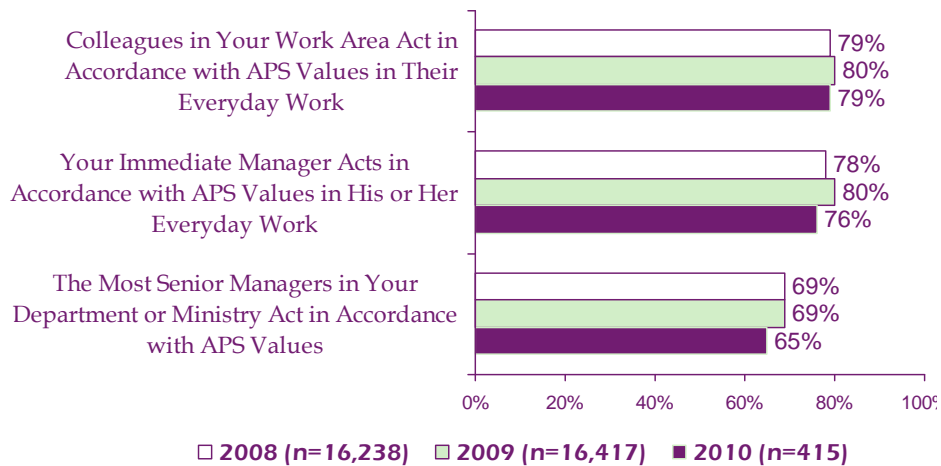 Colleagues in Your Work Area Act in
Accordance with APS Values in Their
Everyday Work
79%
80%
79%
Your Immediate Manager Acts in
Accordance with APS Values in His or Her
Everyday Work
78%
80%
76%
The Most Senior Managers in Your
Department or Ministry Act in Accordance
with APS Values
69%
69%
65%
0% 20% 40% 60% 80% 100%
2008 (n=16,238) 2009 (n=16,417) 2010 (n=415)